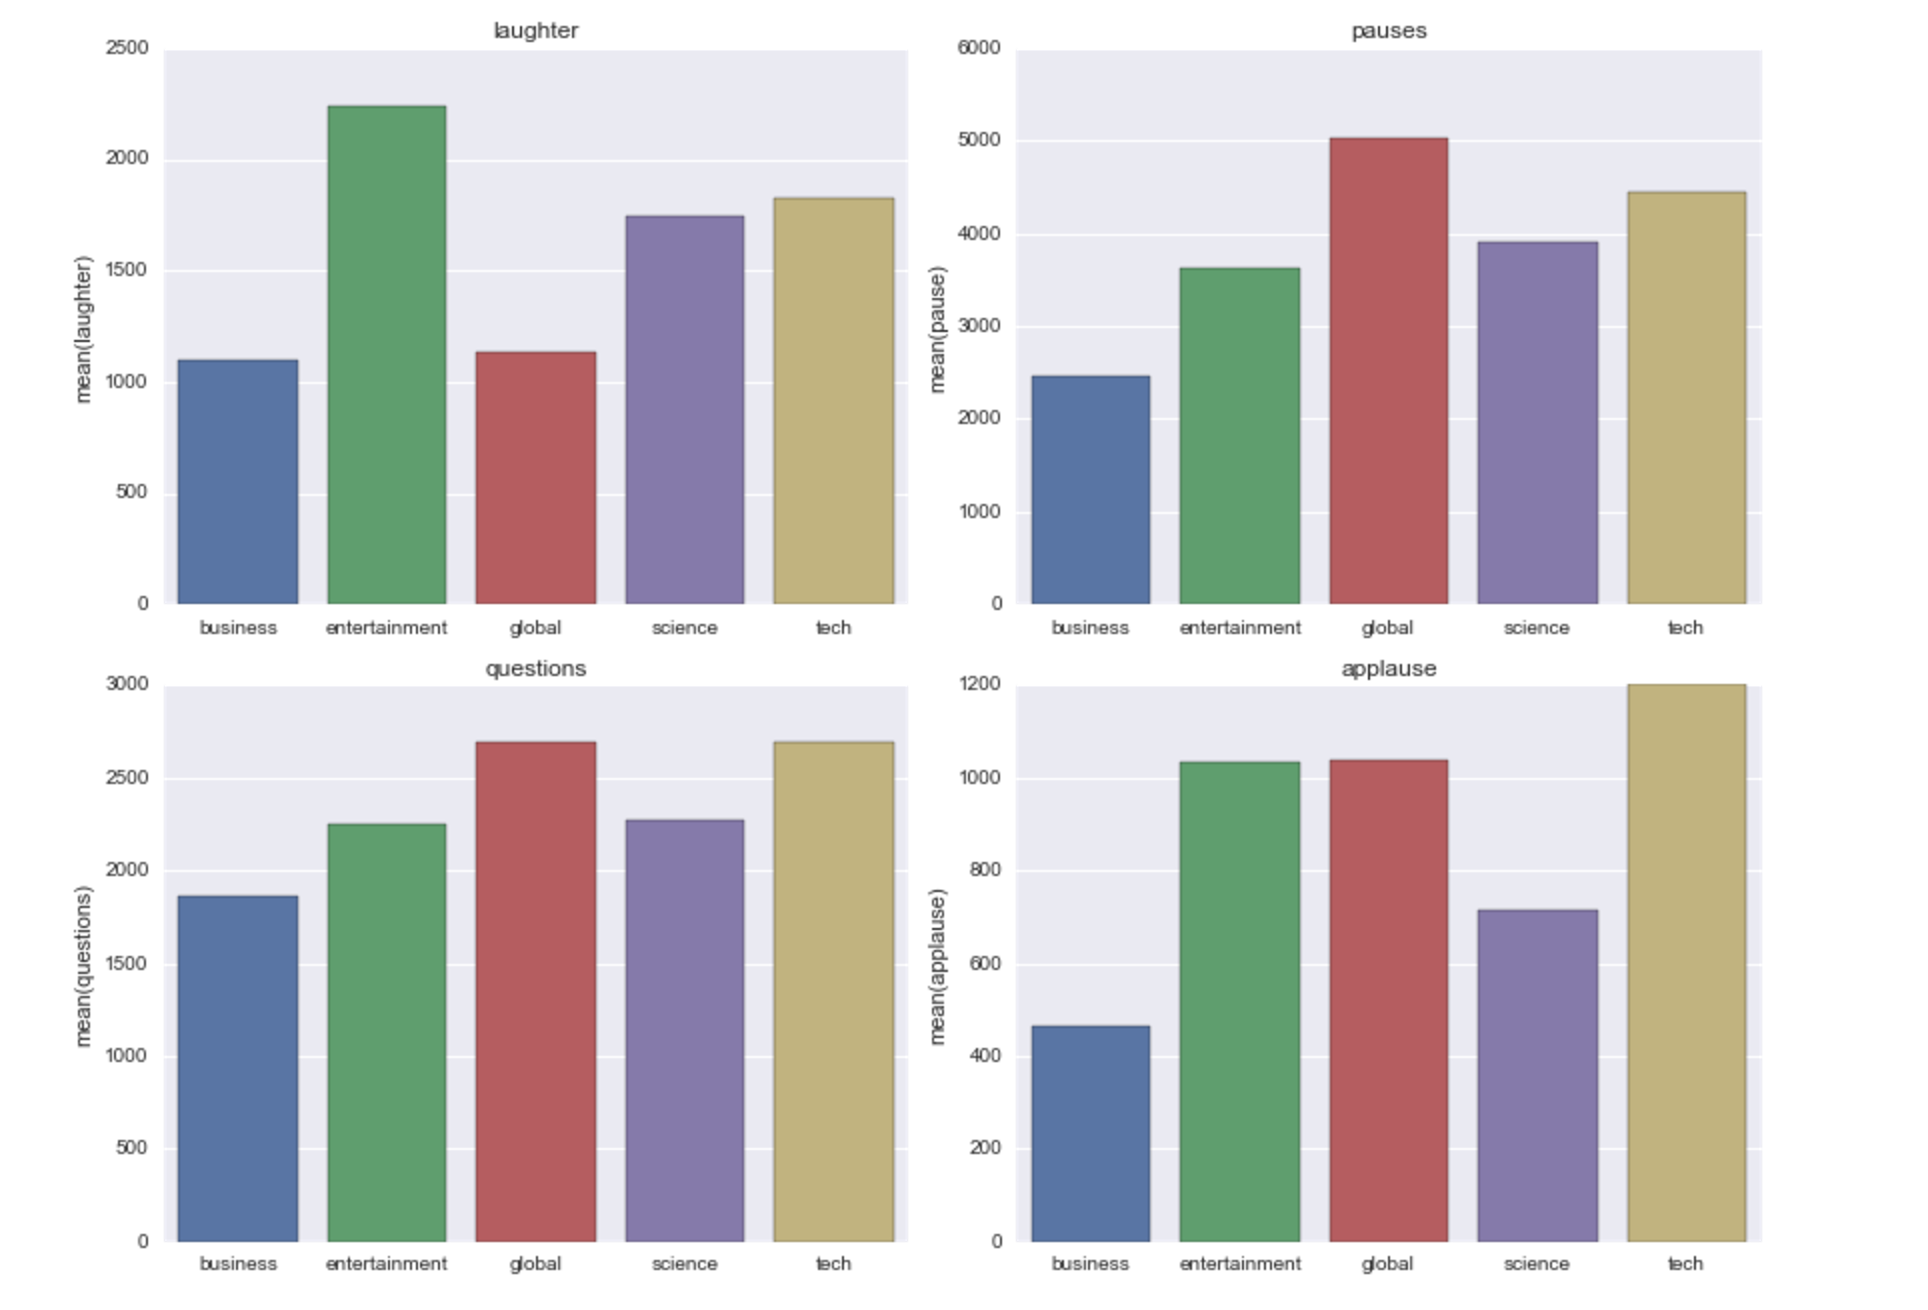 laughter
2500
2000
1500
1000
500
0
mean(laughter)
business entertainment global science tech
pauses
6000
5000
4000
3000
2000
1000
0
mean(pause)
business entertainment global science tech
questions
3000
2500
2000
1500
1000
500
0
mean(questions)
business entertainment global science tech
applause
1200
1000
800
600
400
200
0
mean(applause)
business entertainment global science tech